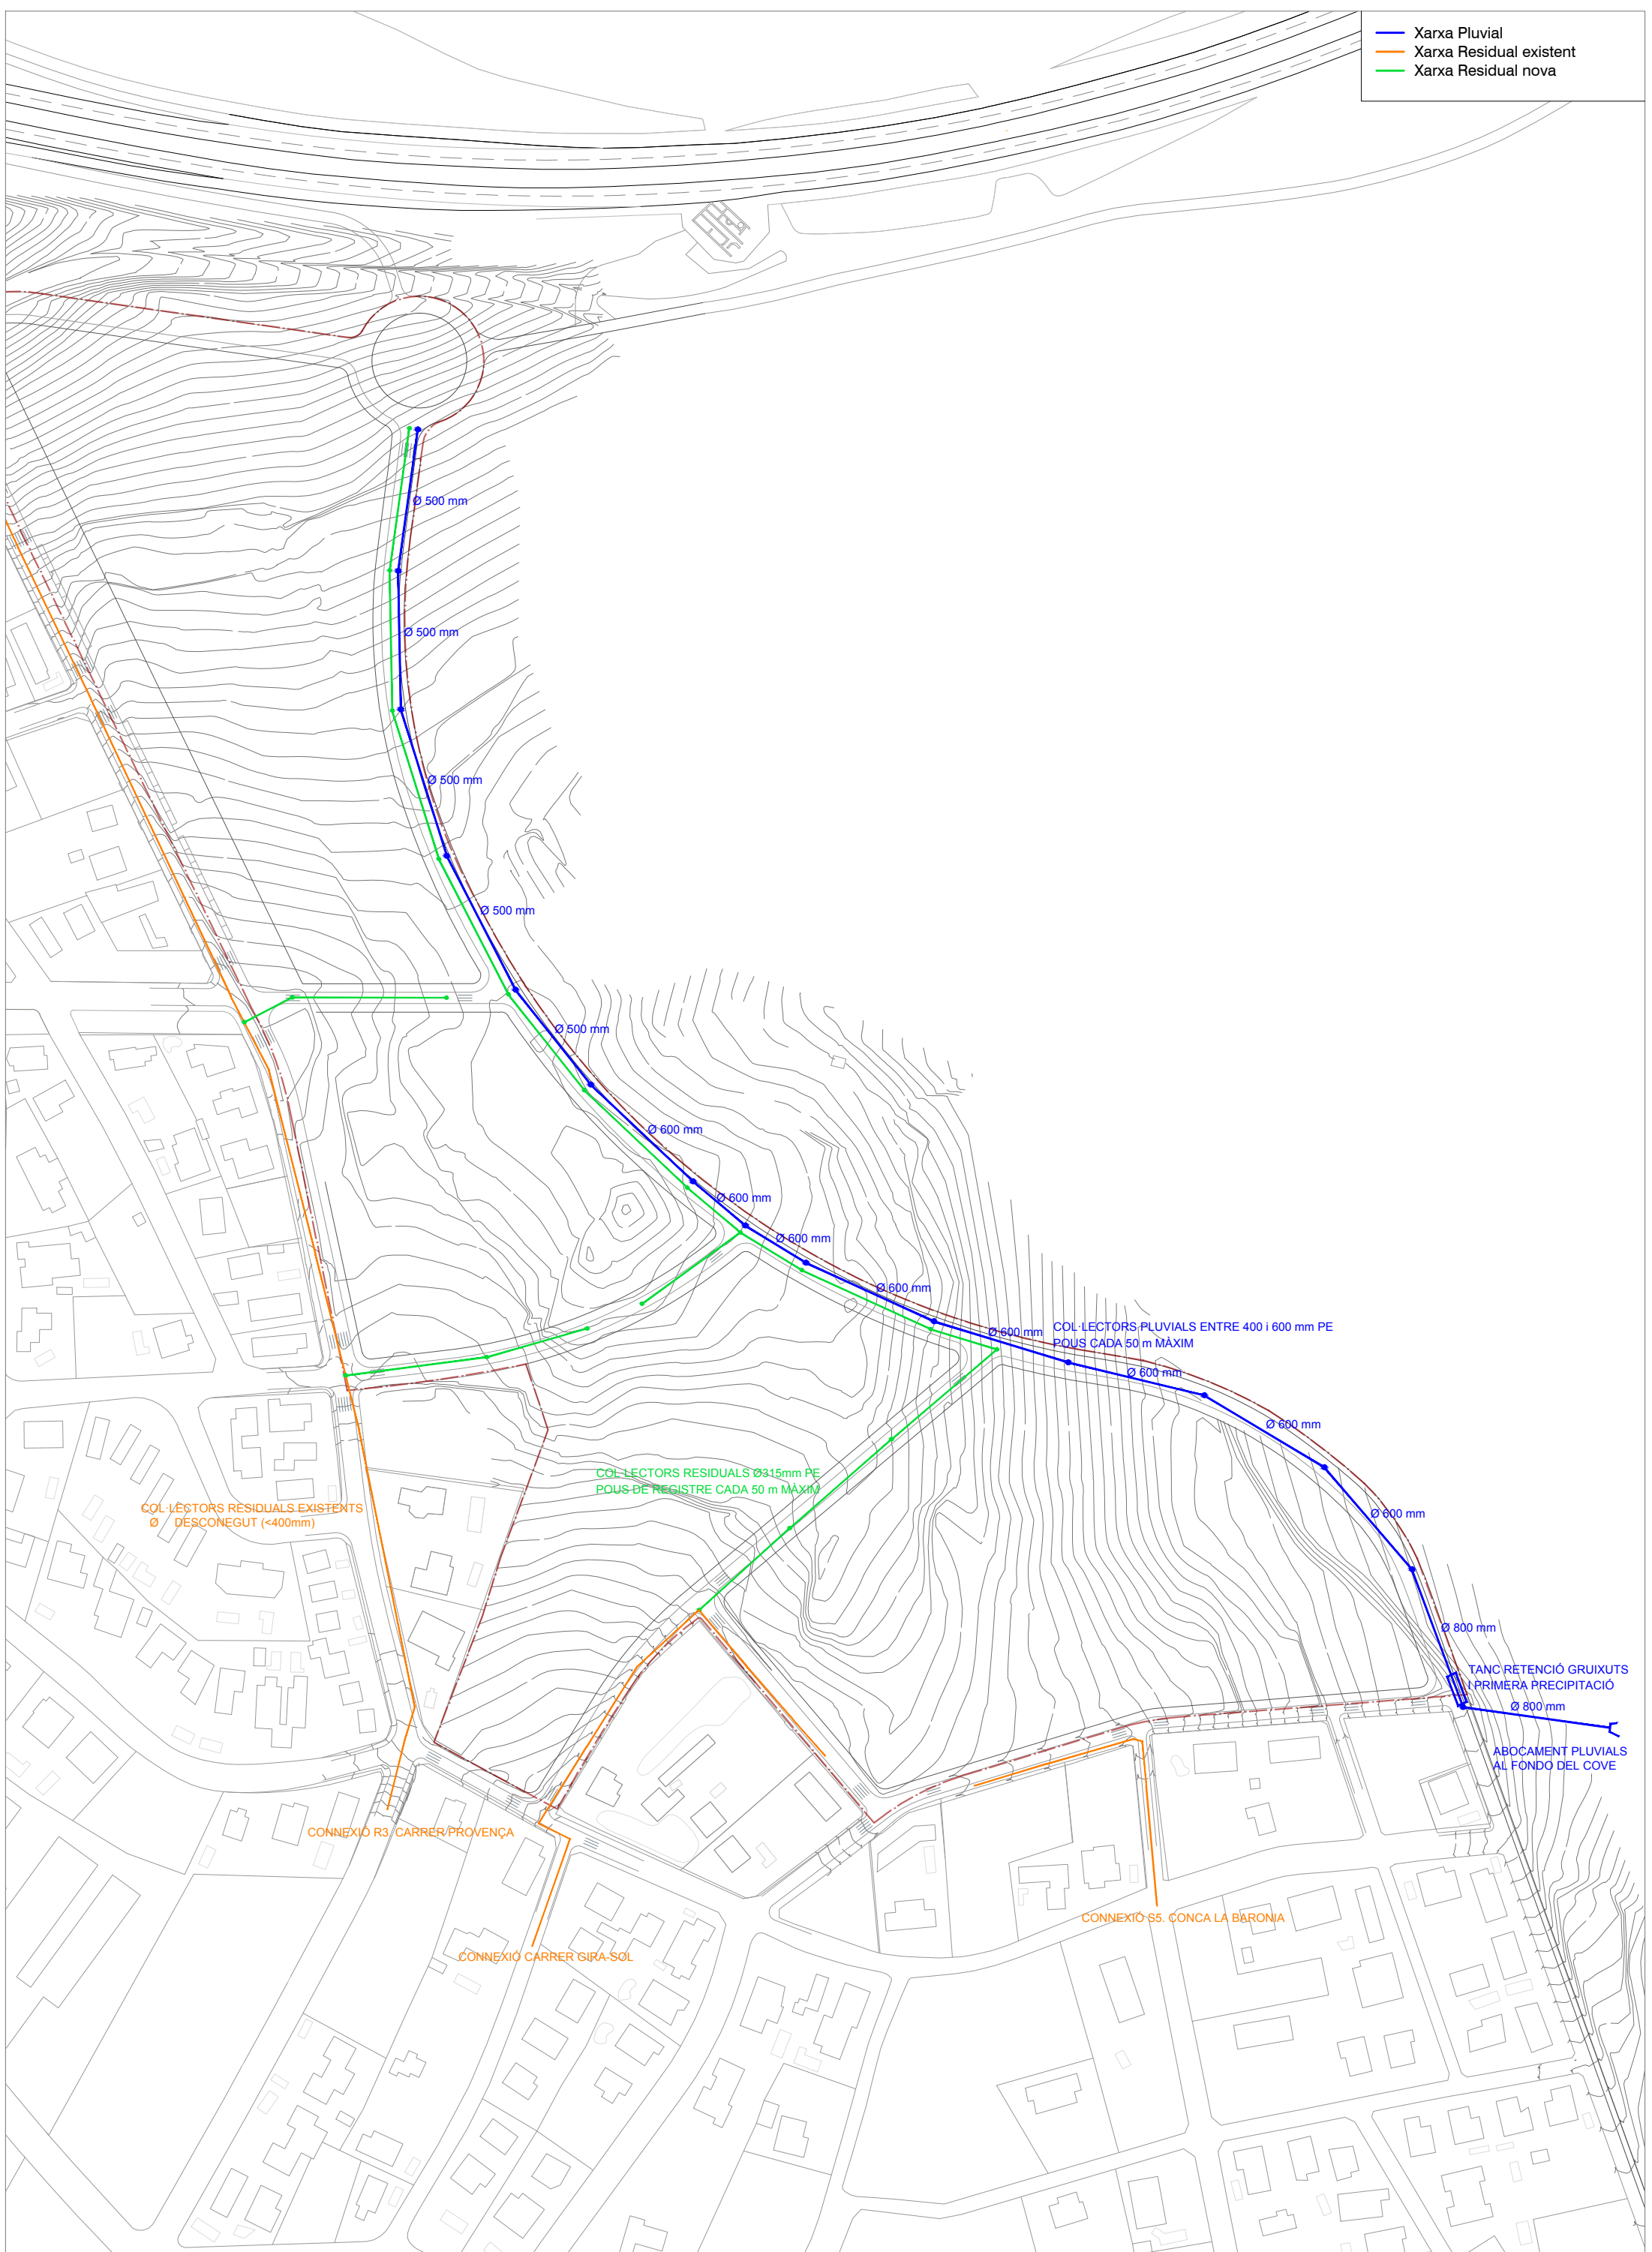 Xarxa Pluvial
Xarxa Residual existent
Xarxa Residual nova
Ø 500 mm
Ø 500 mm
Ø 500 mm
Ø 500 mm
Ø 500 mm
Ø 600 mm
Ø 600 mm
Ø 600 mm
Ø 600 mm
Ø 600 mm
COL·LECTORS PLUVIALS ENTRE 400 i 600 mm PE
POUS CADA 50 m MÀXIM
Ø 600 mm
Ø 600 mm
COL·LECTORS RESIDUALS Ø315mm PE
POUS DE REGISTRE CADA 50 m MÀXIM
COL·LECTORS RESIDUALS EXISTENTS
Ø DESCONEGUT (<400mm)
Ø 600 mm
Ø 800 mm
TANC RETENCIÓ GRUIXUTS
I PRIMERA PRECIPITACIÓ
Ø 800 mm
ABOCAMENT PLUVIALS
AL FONDO DEL COVE
CONNEXIÓ R3. CARRER PROVENÇA
CONNEXIÓ S5. CONCA LA BARONIA
CONNEXIÓ CARRER GIRA-SOL